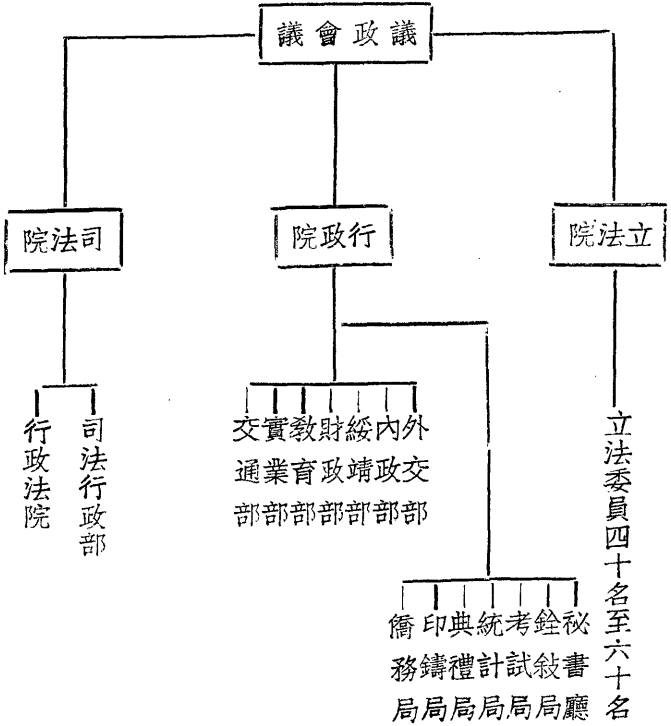 議政會議
立法院
行政院
司法院
立法委員四十名至六十名
外交部
內政部
綏靖部
財政部
教育部
實業部
交通部
祕書廳
銓敍局
考試局
統計局
典禮局
印鑄局
僑務局
司法行政部
行政法院